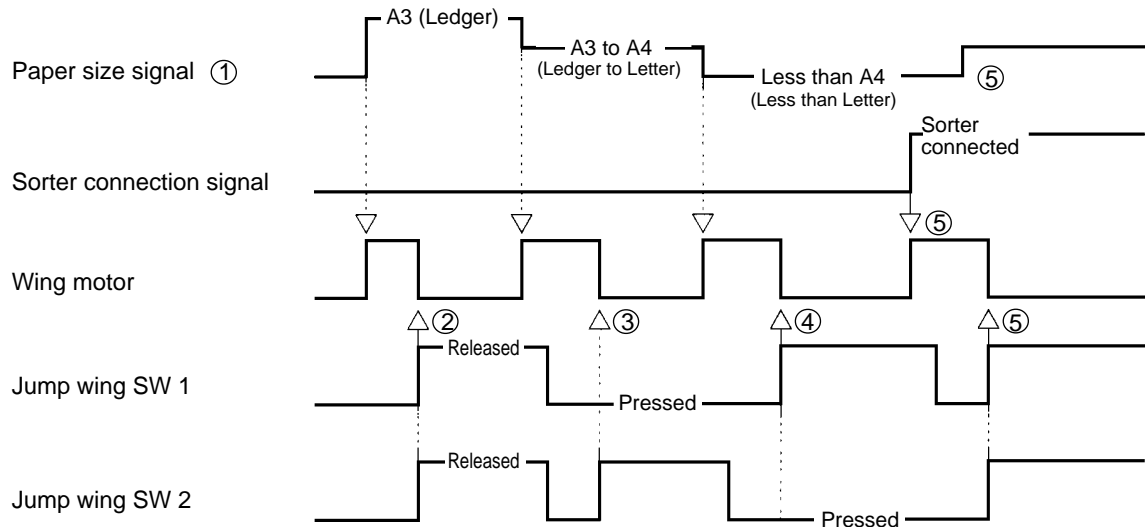 A3 (Ledger)
Paper size signal ①
A3 to A4
(Ledger to Letter)
Less than A4
(Less than Letter)
⑤
Sorter
connected
Sorter connection signal
⑤
Wing motor
② ③ ④ ⑤
Released
Jump wing SW 1
Pressed
Released
Jump wing SW 2
Pressed